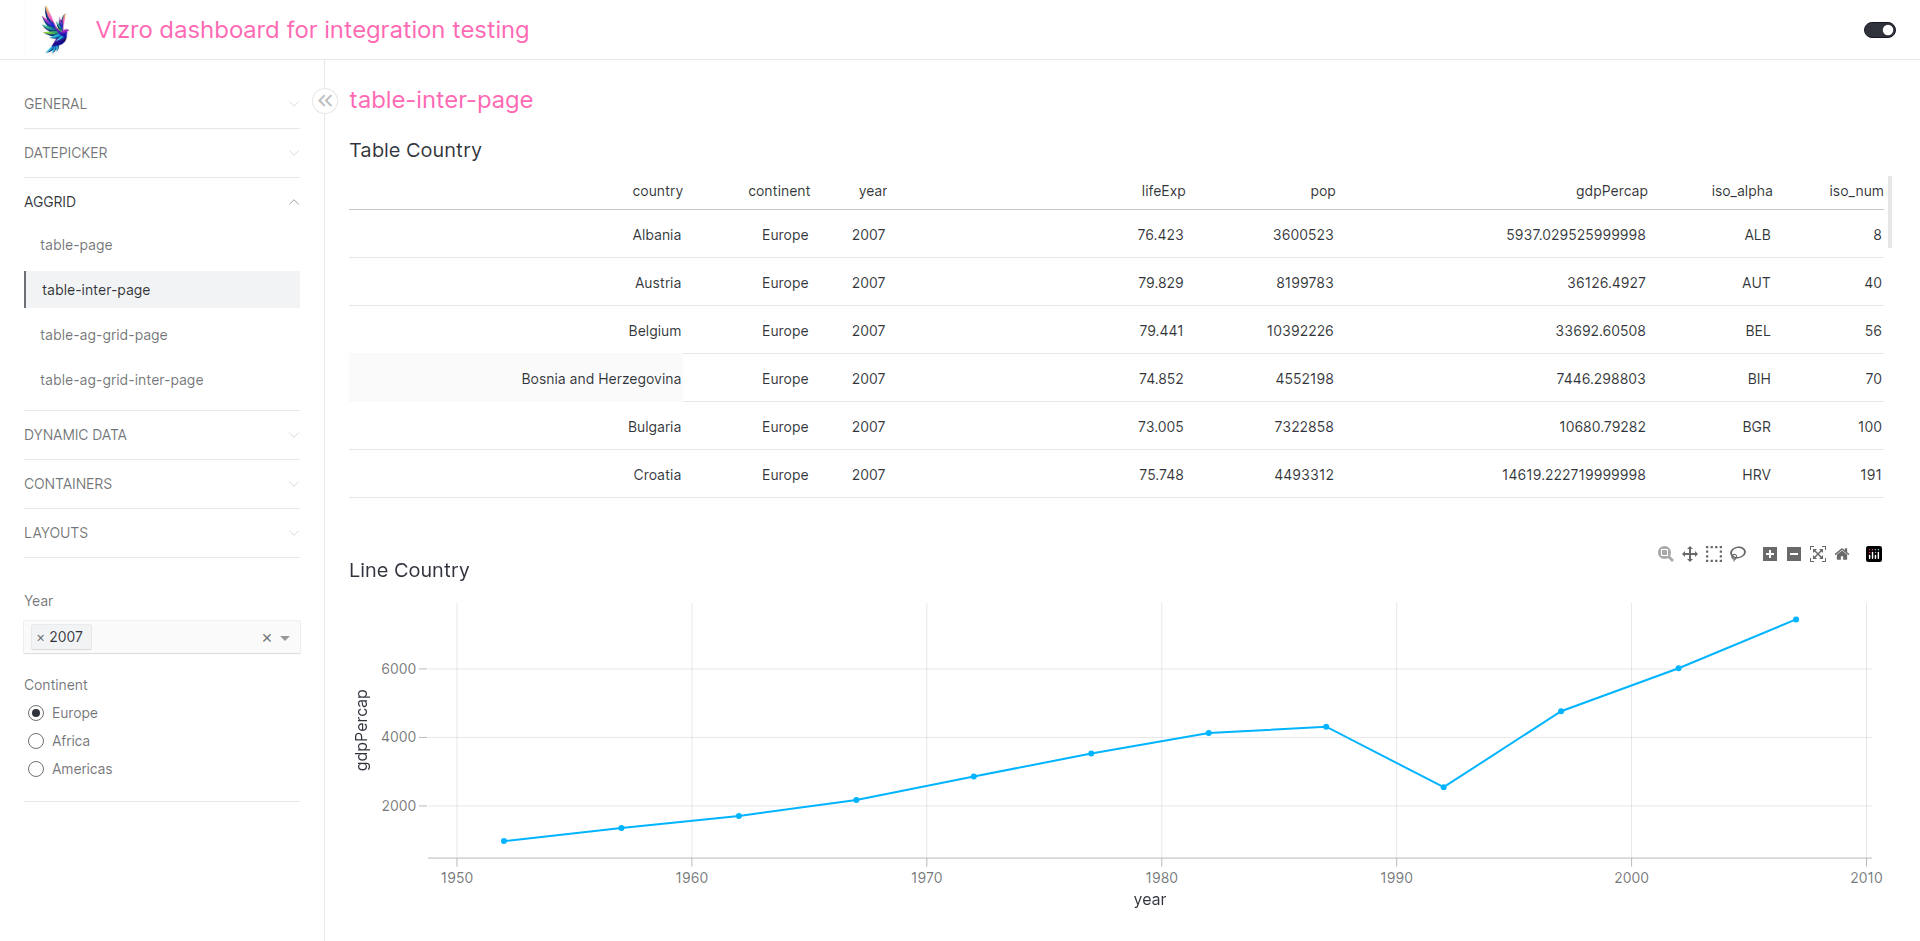 Vizro dashboard for integration testing
GENERAL
DATEPICKER
AGGRID
table-page
table-inter-page
table-ag-grid-page
table-ag-grid-inter-page
DYNAMIC DATA
CONTAINERS
LAYOUTS
Year
× 2007
Continent
Europe
Africa
Americas
table-inter-page
Table Country
country continent year lifeExp pop gdpPercap iso_alpha iso_num
Albania Europe 2007 76.423 3600523 5937.029525999998 ALB 8
Austria Europe 2007 79.829 8199783 36126.4927 AUT 40
Belgium Europe 2007 79.441 10392226 33692.60508 BEL 56
Bosnia and Herzegovina Europe 2007 74.852 4552198 7446.298803 BIH 70
Bulgaria Europe 2007 73.005 7322858 10680.79282 BGR 100
Croatia Europe 2007 75.748 4493312 14619.222719999998 HRV 191
Line Country
gdpPercap
6000
4000
2000
1950 1960 1970 1980 1990 2000 2010
year